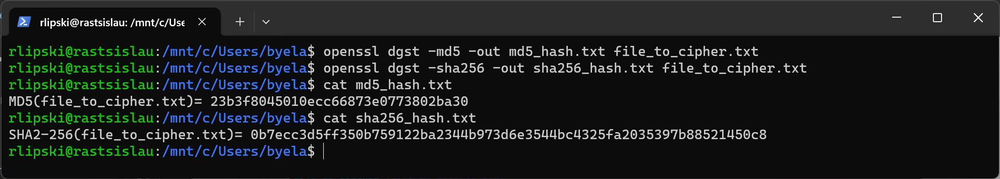 rlipski@rastsislau: /mnt/c/Use
rlipski@rastsislau:/mnt/c/Users/byela$ openssl dgst -md5 -out md5_hash.txt file_to_cipher.txt
rlipski@rastsislau:/mnt/c/Users/byela$ openssl dgst -sha256 -out sha256_hash.txt file_to_cipher.txt
rlipski@rastsislau:/mnt/c/Users/byela$ cat md5_hash.txt
MD5(file_to_cipher.txt)= 23b3f8045010ecc66873e0773802ba30
rlipski@rastsislau:/mnt/c/Users/byela$ cat sha256_hash.txt
SHA2-256(file_to_cipher.txt)= 0b7ecc3d5ff350b759122ba2344b973d6e3544bc4325fa2035397b88521450c8
rlipski@rastsislau:/mnt/c/Users/byela$